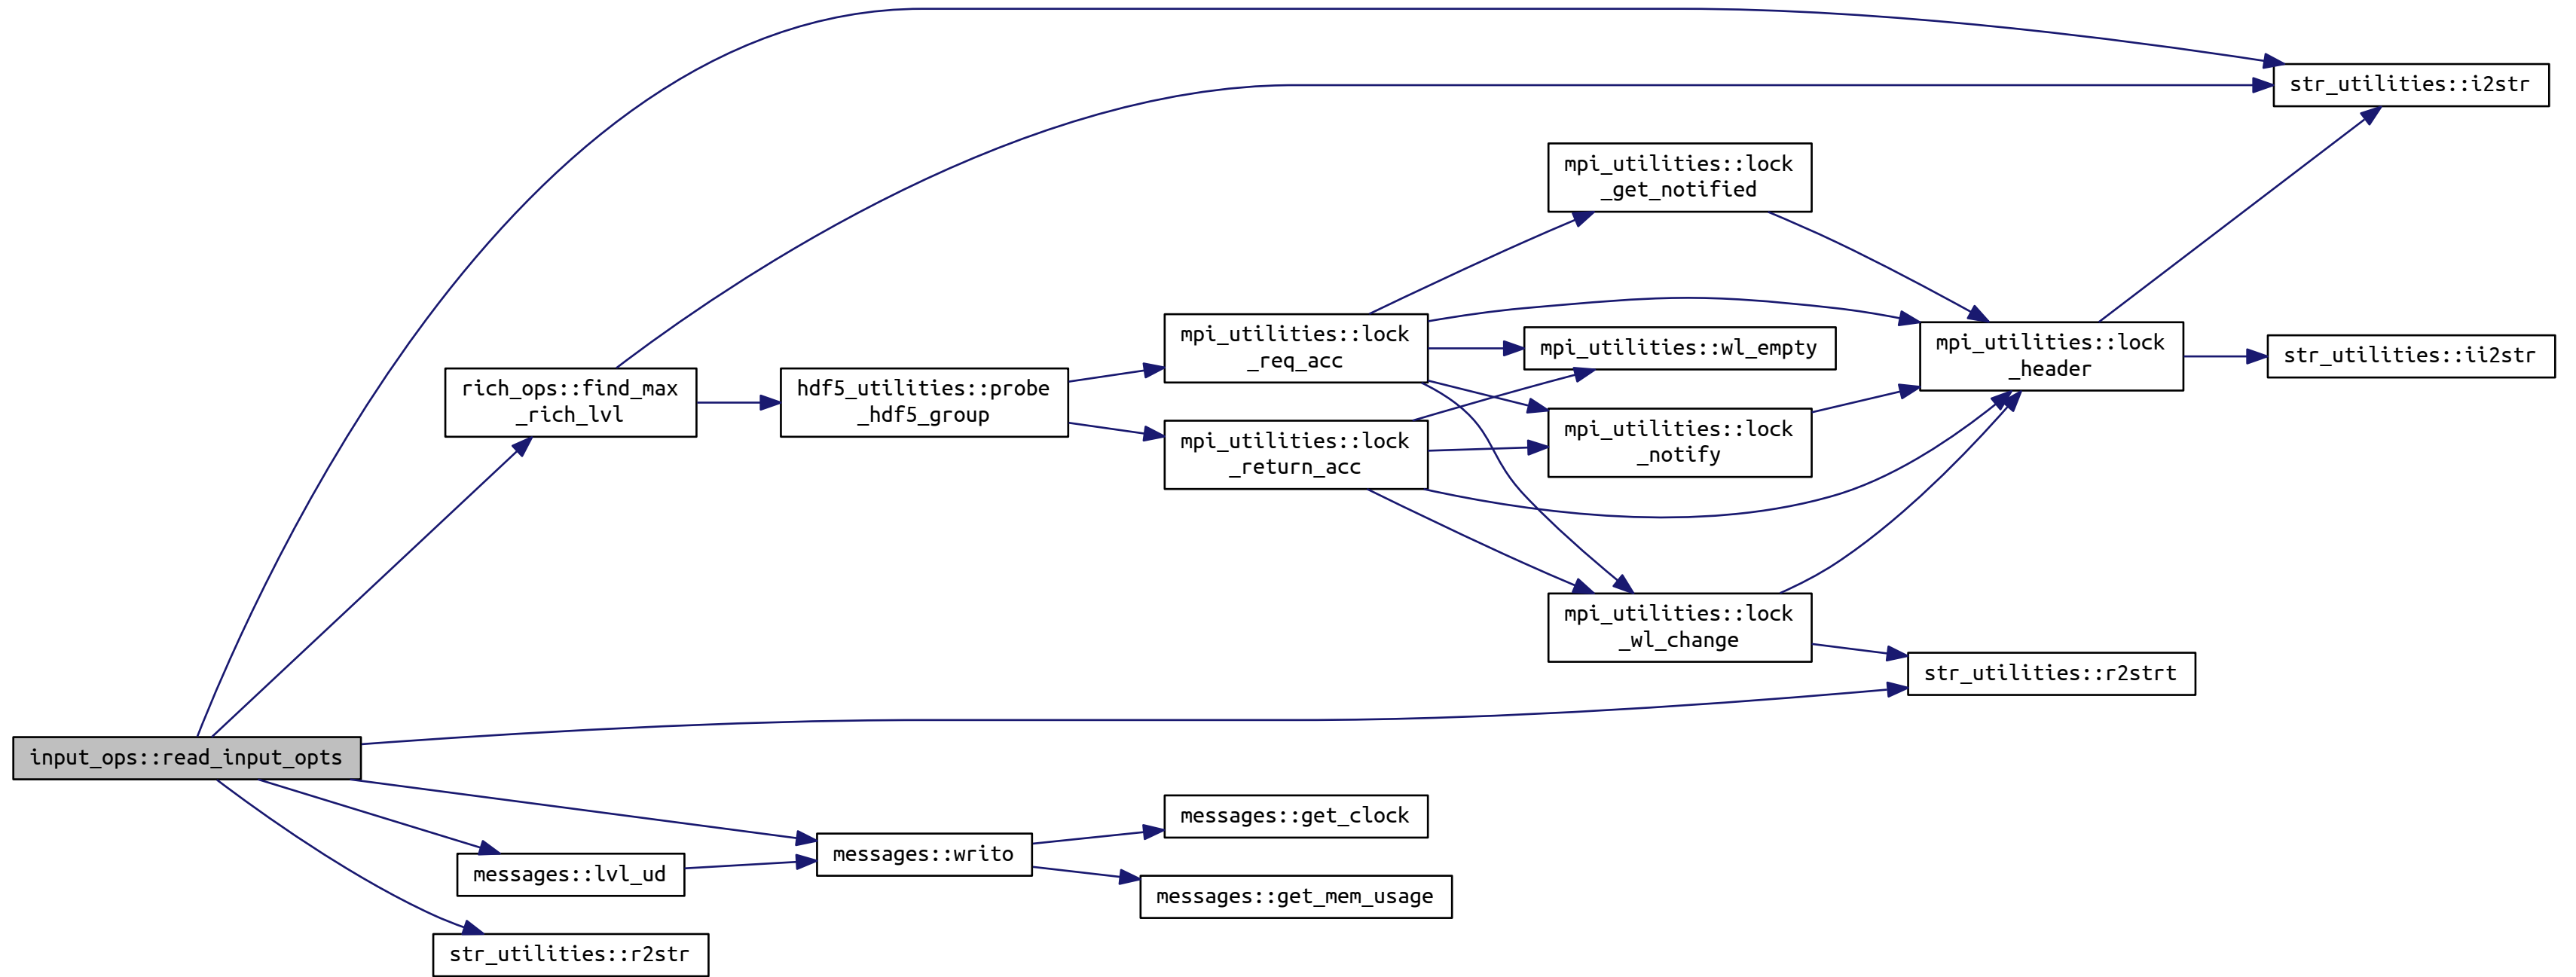 str_utilities::i2str
mpi_utilities::lock
_get_notified
mpi_utilities::lock
_req_acc
mpi_utilities::wl_empty
mpi_utilities::lock
_header
str_utilities::ii2str
rich_ops::find_max
_rich_lvl
hdf5_utilities::probe
_hdf5_group
mpi_utilities::lock
_return_acc
mpi_utilities::lock
_notify
mpi_utilities::lock
_wl_change
str_utilities::r2strt
input_ops::read_input_opts
messages::get_clock
messages::writo
messages::lvl_ud
messages::get_mem_usage
str_utilities::r2str